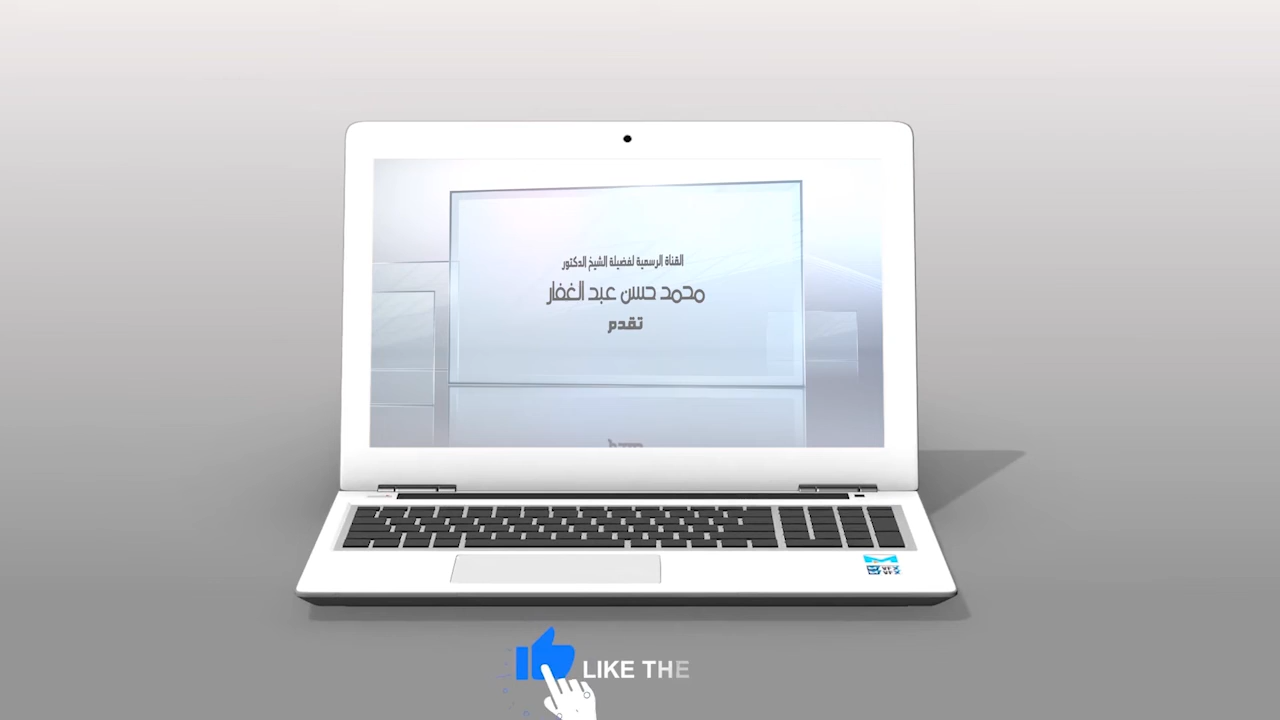 القناة الرسمية لفضيلة الشيخ الدكتور
محمد حسن عبد الغفار
تقدم
LIKE THE